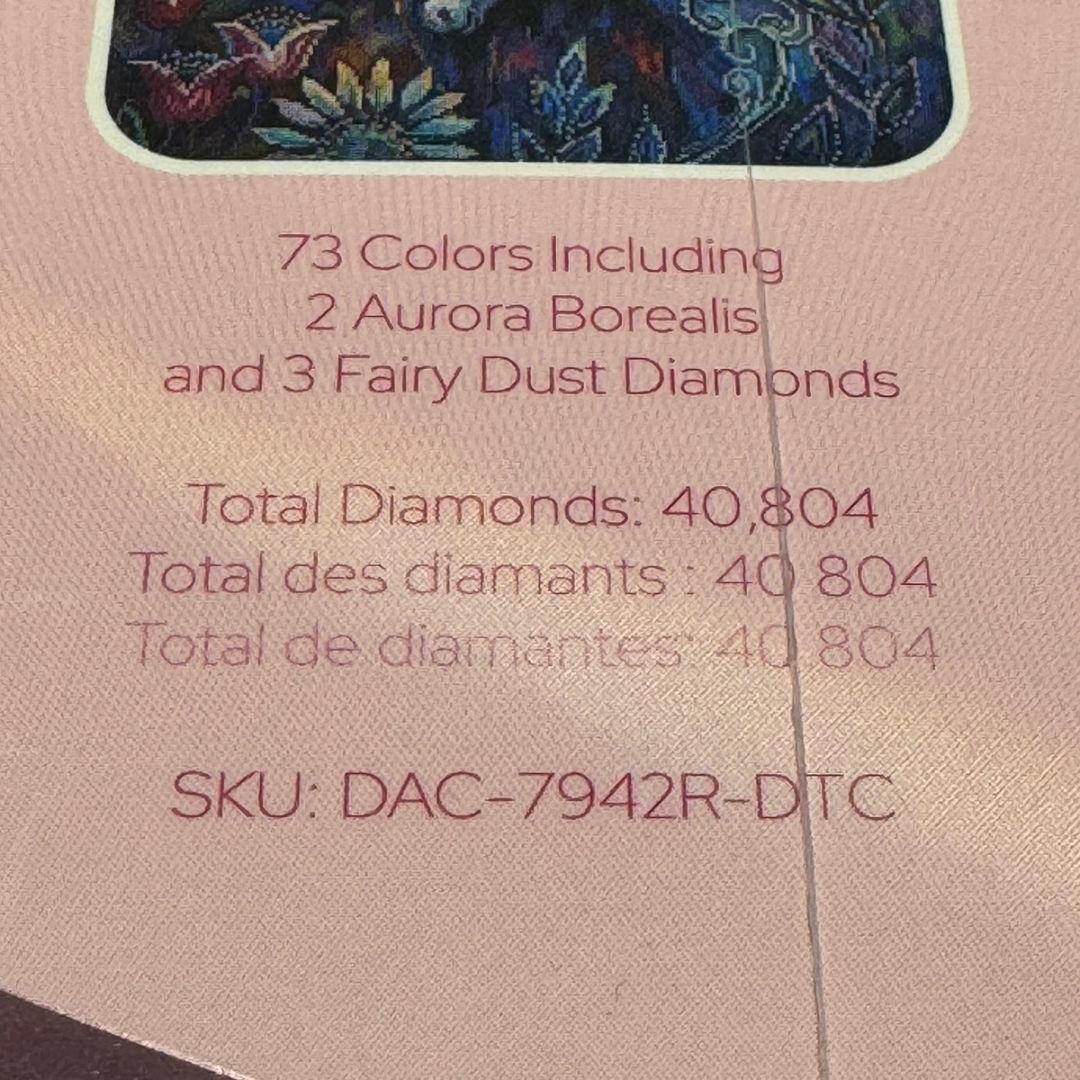 73 Colors Including
2 Aurora Borealis
and 3 Fairy Dust Diamonds
Total Diamonds: 40,804
Total des diamants : 40 804
Total de diamantes: 40 804
SKU: DAC-7942R-DTC